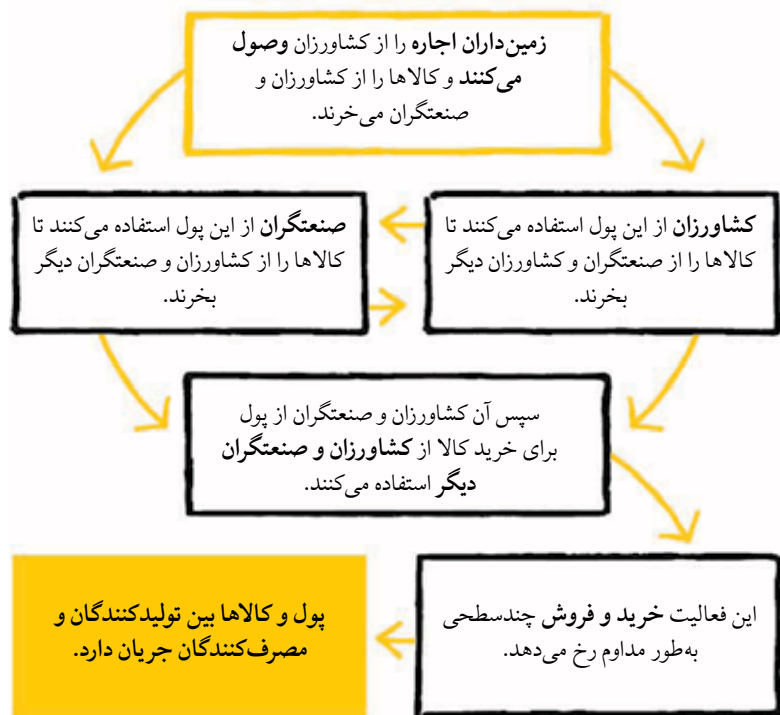 زمین‌داران اجاره را از کشاورزان وصول
می‌کنند و کالاها را از کشاورزان و
صنعتگران می‌خرند.
کشاورزان از این پول استفاده می‌کنند تا
کالاها را از صنعتگران و کشاورزان دیگر
بخرند.
صنعتگران از این پول استفاده می‌کنند تا
کالاها را از کشاورزان و صنعتگران دیگر
بخرند.
سپس آن کشاورزان و صنعتگران از پول
برای خرید کالا از کشاورزان و صنعتگران
دیگر استفاده می‌کنند.
این فعالیت خرید و فروش چندسطحی
به‌طور مداوم رخ می‌دهد.
پول و کالاها بین تولیدکنندگان و
مصرف‌کنندگان جریان دارد.